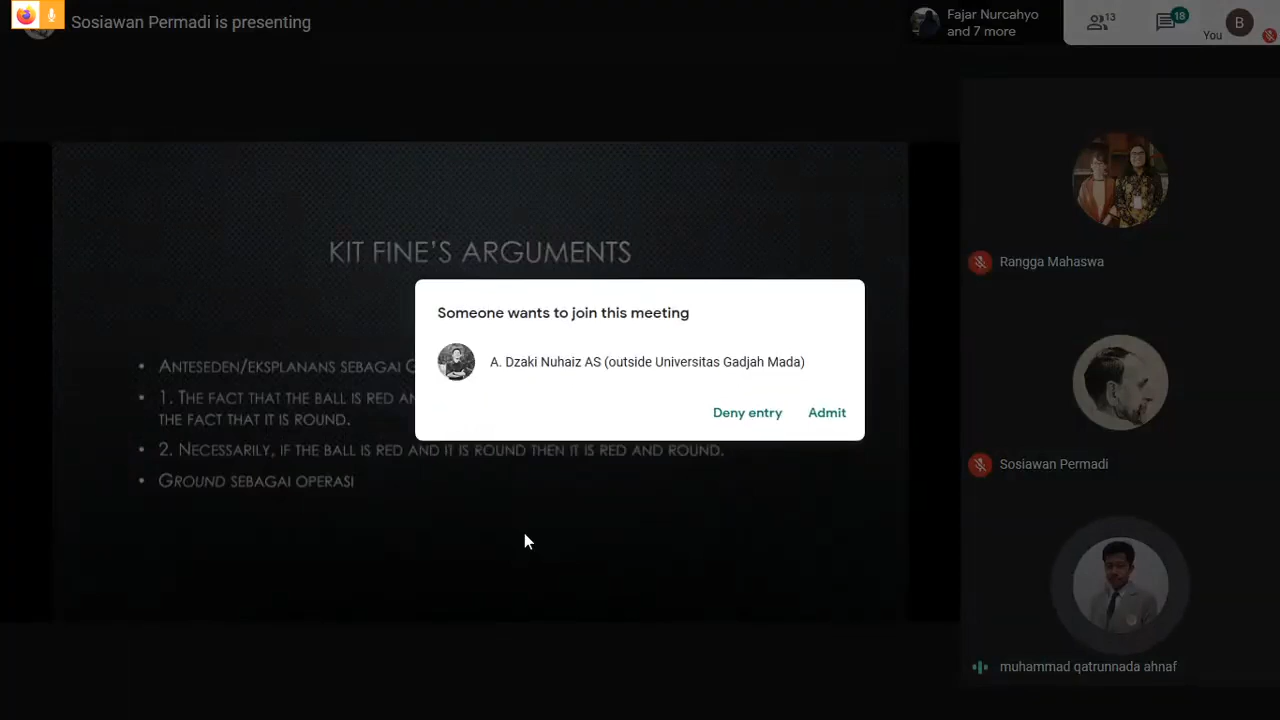 Sosiawan Permadi is presenting
Fajar Nurcahyo
and 7 more
13
18
You
B
KIT FINE'S ARGUMENTS
Someone wants to join this meeting
A. Dzaki Nuhaiz AS (outside Universitas Gadjah Mada)
Deny entry
Admit
• ANTESEDEN/EKSPLANANS SEBAGAI
• 1. THE FACT THAT THE BALL IS RED
THE FACT THAT IT IS ROUND.
• 2. NECESSARILY, IF THE BALL IS RED AND IT IS ROUND THEN IT IS RED AND ROUND.
• GROUND SEBAGAI OPERASI
Rangga Mahaswa
Sosiawan Permadi
muhammad qatrunnada ahnaf